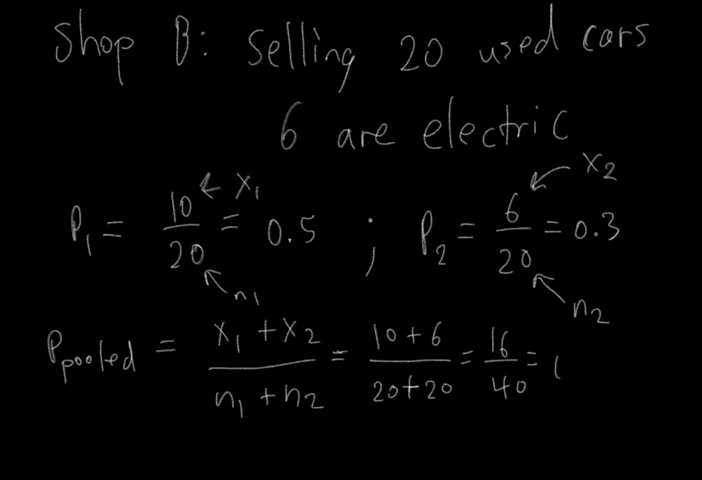 Shop B: Selling 20 used cars
6 are electric
P₁ = 10/20 = 0.5 ; P₂ = 6/20 = 0.3
x₁
x₂
n₁
n₂
Ppooled = x₁ + x₂ / n₁ + n₂ = 10 + 6 / 20 + 20 = 16/40 = (